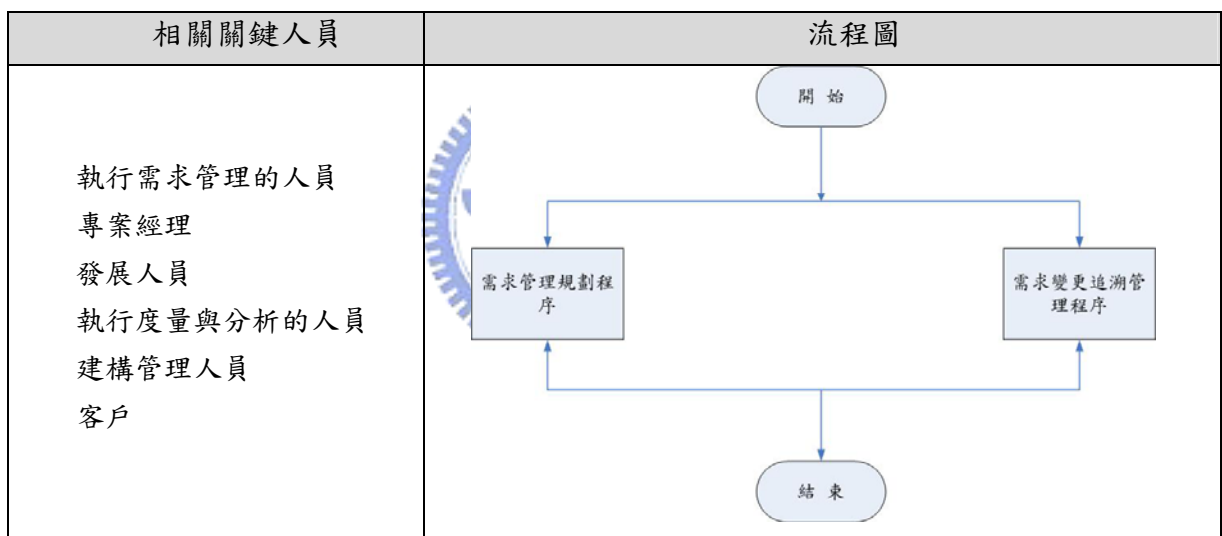 相關關鍵人員
流程圖
執行需求管理的人員
專案經理
發展人員
執行度量與分析的人員
建構管理人員
客戶
開 始
需求管理規劃程
序
需求變更追溯管
理程序
結 束